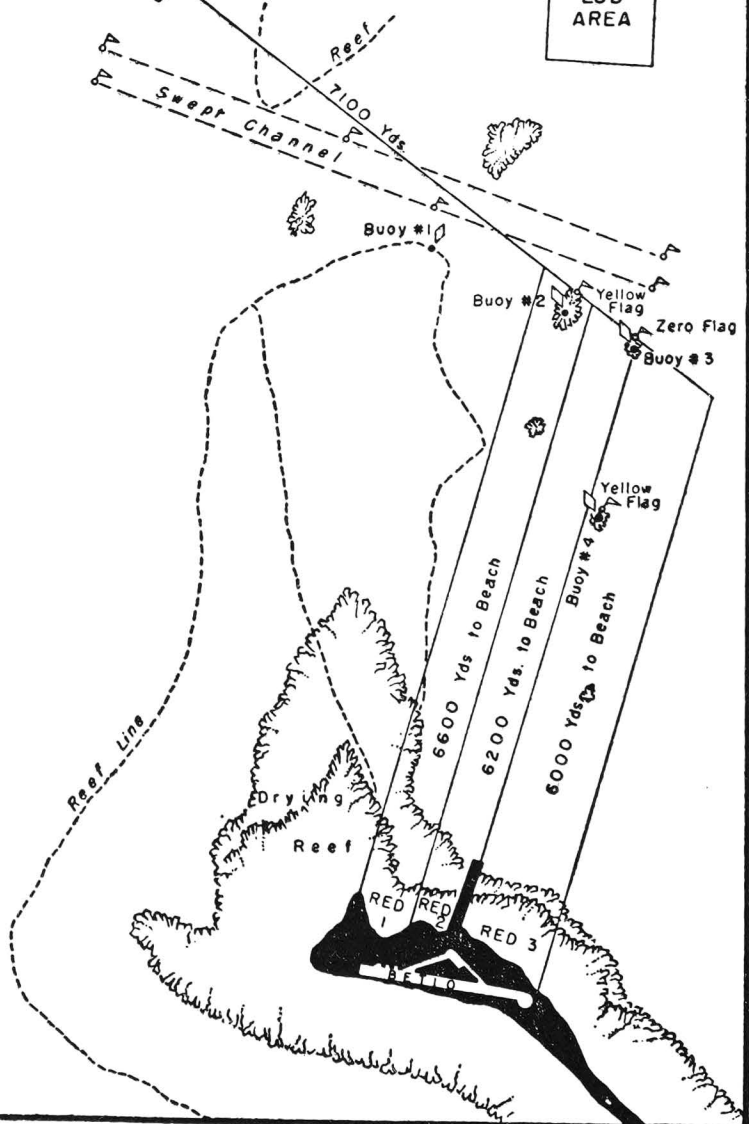 AREA
Reef
7100 Yds.
Swept Channel
Buoy #1
Buoy #2
Yellow
Flag
Zero Flag
Buoy #3
Yellow
Flag
Buoy #4
6600 Yds to Beach
6200 Yds. to Beach
6000 Yds. to Beach
Reef Line
Drying
Reef
RED
1
RED
2
RED 3
BETIO